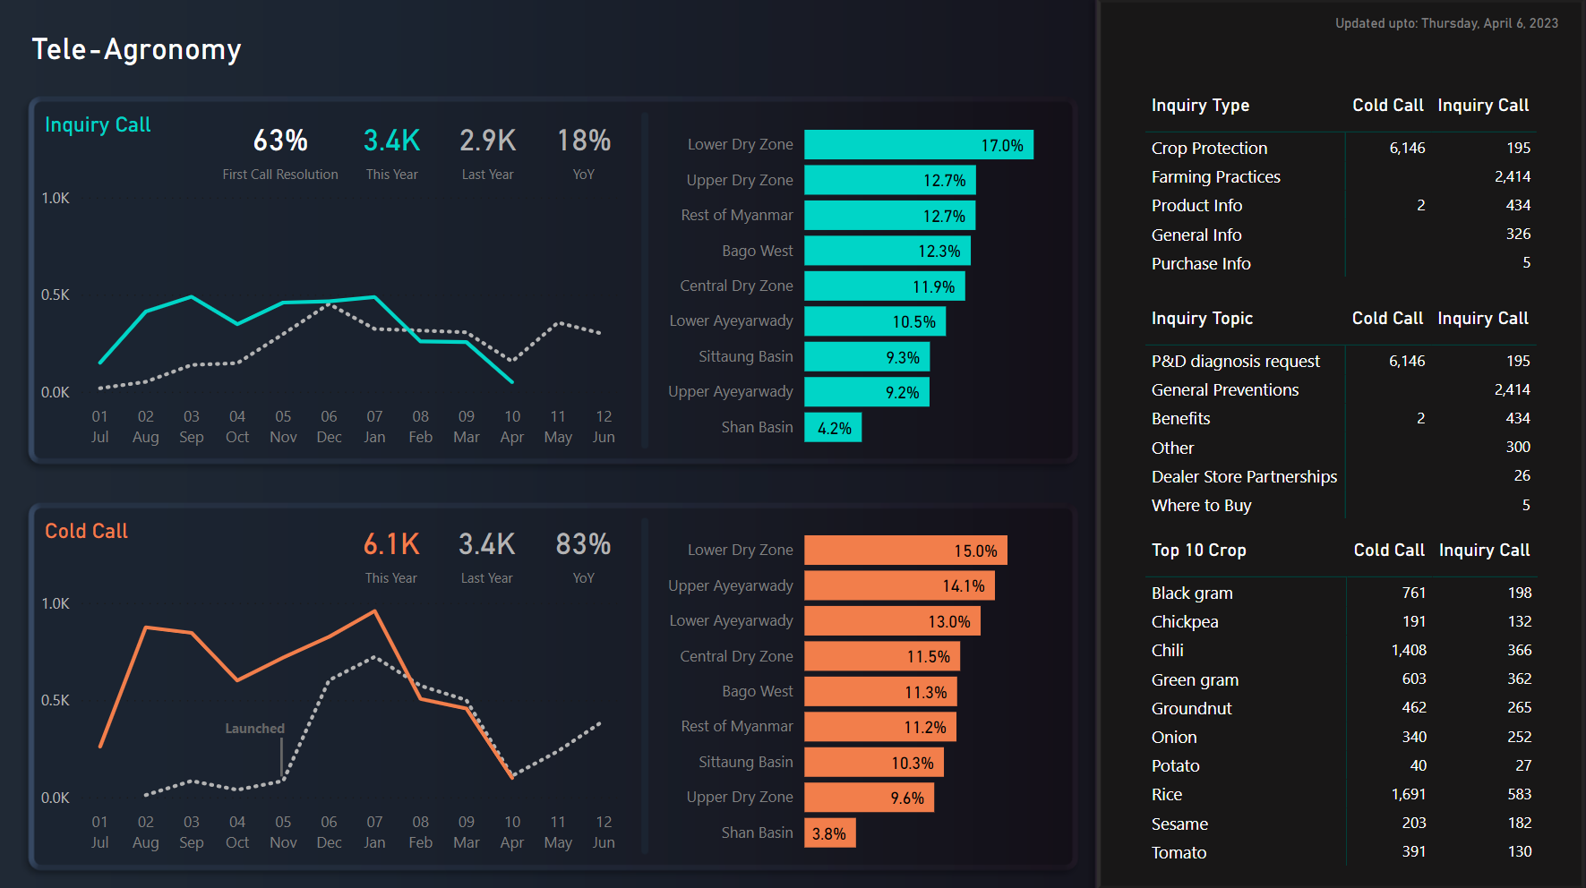 Updated upto: Thursday, April 6, 2023
Tele-Agronomy
Inquiry Call
63% 3.4K 2.9K 18%
First Call Resolution This Year Last Year YoY
1.0K
0.5K
0.0K
01 02 03 04 05 06 07 08 09 10 11 12
Jul Aug Sep Oct Nov Dec Jan Feb Mar Apr May Jun
Lower Dry Zone 17.0%
Upper Dry Zone 12.7%
Rest of Myanmar 12.7%
Bago West 12.3%
Central Dry Zone 11.9%
Lower Ayeyarwady 10.5%
Sittaung Basin 9.3%
Upper Ayeyarwady 9.2%
Shan Basin 4.2%
Cold Call
6.1K 3.4K 83%
This Year Last Year YoY
1.0K
0.5K
Launched
0.0K
01 02 03 04 05 06 07 08 09 10 11 12
Jul Aug Sep Oct Nov Dec Jan Feb Mar Apr May Jun
Lower Dry Zone 15.0%
Upper Ayeyarwady 14.1%
Lower Ayeyarwady 13.0%
Central Dry Zone 11.5%
Bago West 11.3%
Rest of Myanmar 11.2%
Sittaung Basin 10.3%
Upper Dry Zone 9.6%
Shan Basin 3.8%
Inquiry Type Cold Call Inquiry Call
Crop Protection 6,146 195
Farming Practices 2,414
Product Info 2 434
General Info 326
Purchase Info 5
Inquiry Topic Cold Call Inquiry Call
P&D diagnosis request 6,146 195
General Preventions 2,414
Benefits 2 434
Other 300
Dealer Store Partnerships 26
Where to Buy 5
Top 10 Crop Cold Call Inquiry Call
Black gram 761 198
Chickpea 191 132
Chili 1,408 366
Green gram 603 362
Groundnut 462 265
Onion 340 252
Potato 40 27
Rice 1,691 583
Sesame 203 182
Tomato 391 130